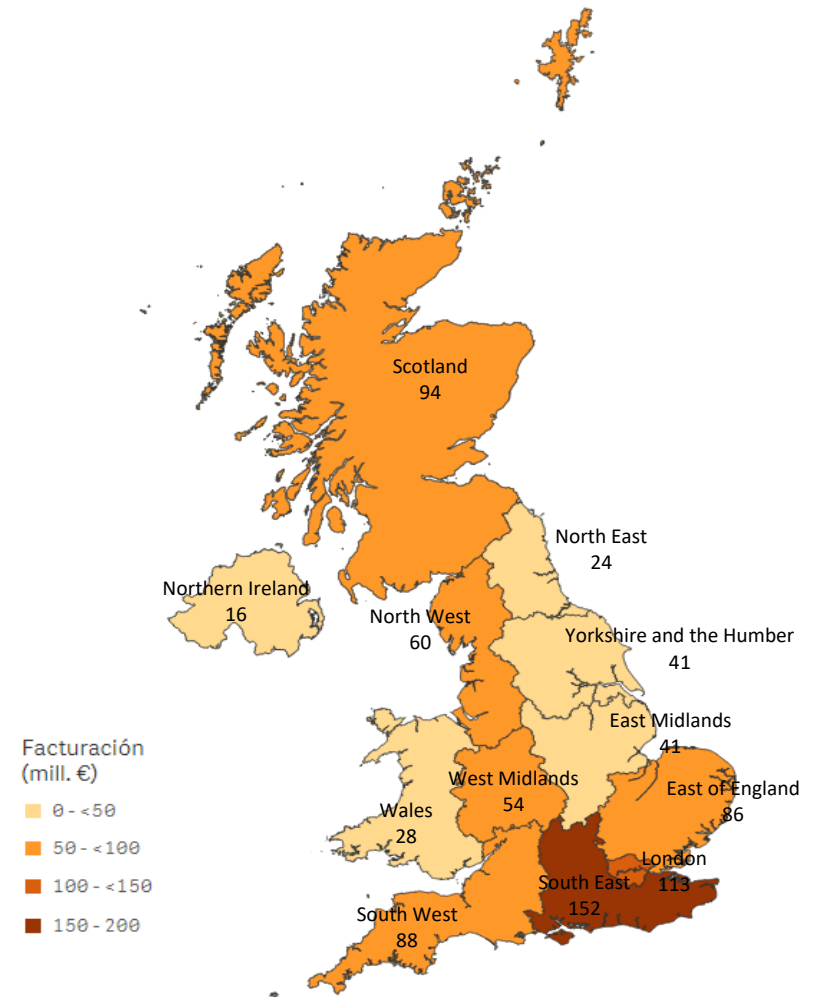 Scotland
94
North East
24
Northern Ireland
16
North West
60
Yorkshire and the Humber
41
East Midlands
41
Facturación
(mill. €)
0-<50
50-<100
100-<150
150-200
West Midlands
54
East of England
86
Wales
28
London
113
South East
152
South West
88